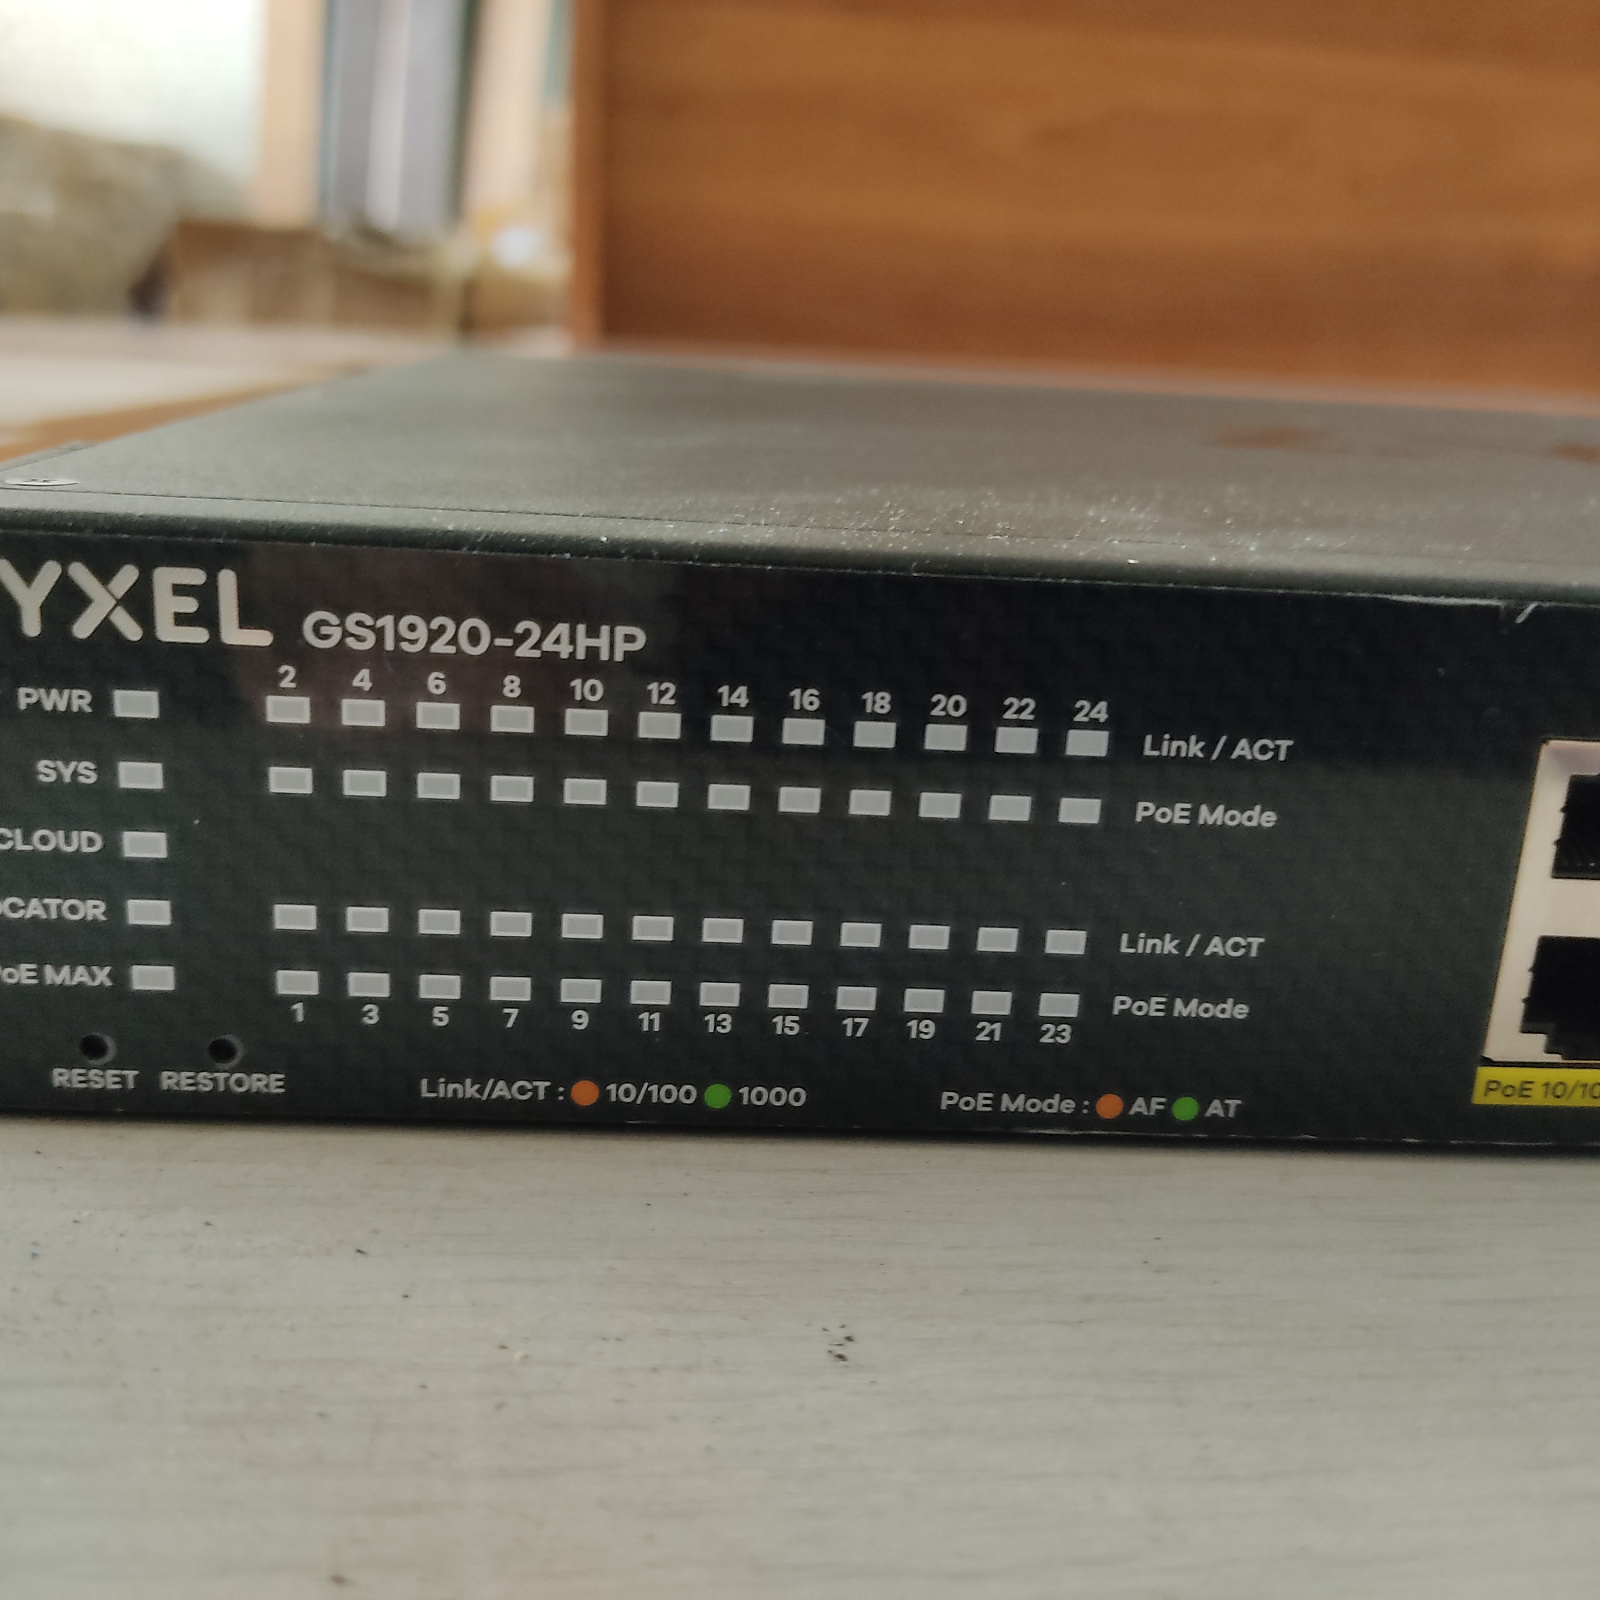 YXEL GS1920-24HP
2 4 6 8 10 12 14 16 18 20 22 24
PWR Link / ACT
SYS PoE Mode
CLOUD
OCATOR Link / ACT
PoE MAX PoE Mode
1 3 5 7 9 11 13 15 17 19 21 23
RESET RESTORE
Link/ACT : 10/100 1000 PoE Mode : AF AT
PoE 10/10